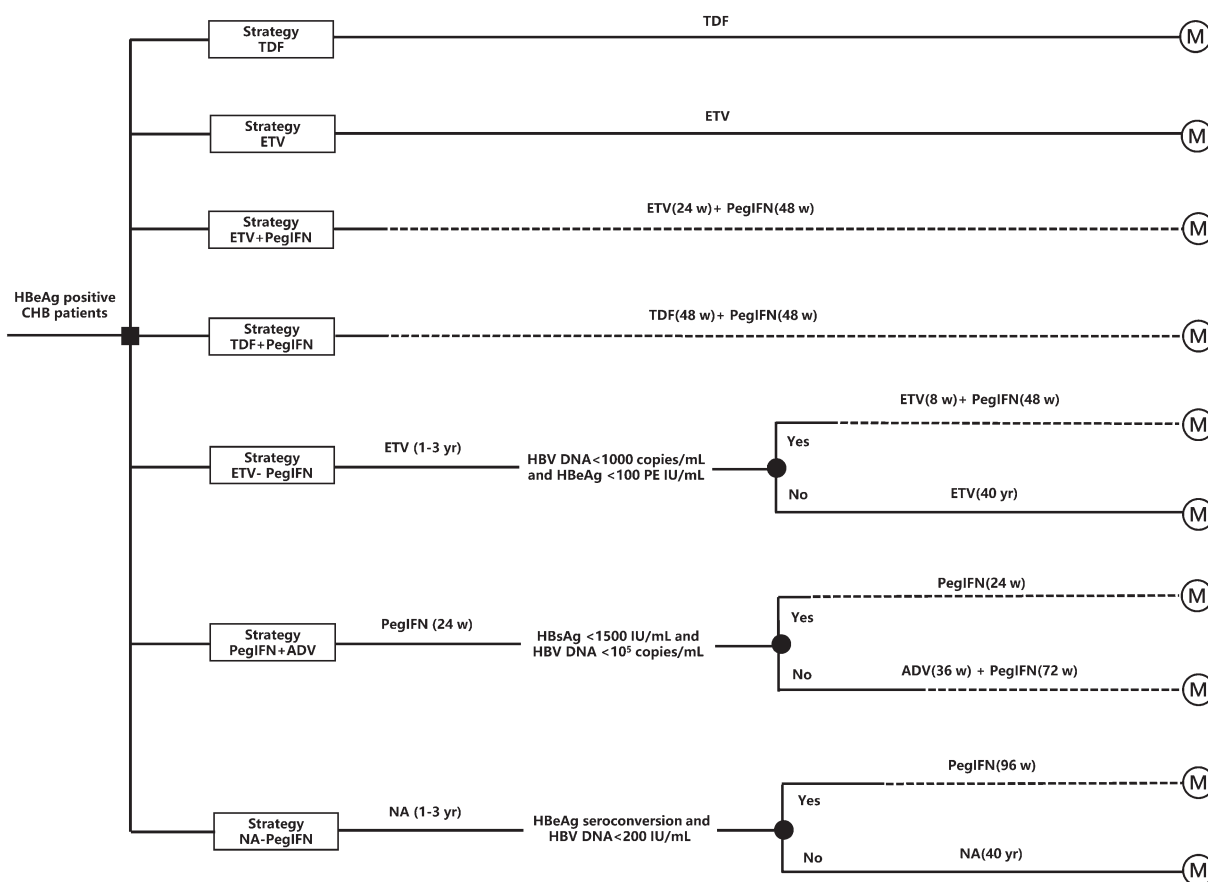 Strategy
TDF
TDF
M
Strategy
ETV
ETV
M
Strategy
ETV+PegIFN
ETV(24 w)+ PegIFN(48 w)
M
HBeAg positive
CHB patients
Strategy
TDF+PegIFN
TDF(48 w)+ PegIFN(48 w)
M
Strategy
ETV- PegIFN
ETV (1-3 yr)
HBV DNA<1000 copies/mL
and HBeAg <100 PE IU/mL
Yes
ETV(8 w)+ PegIFN(48 w)
M
No
ETV(40 yr)
M
Strategy
PegIFN+ADV
PegIFN (24 w)
HBsAg <1500 IU/mL and
HBV DNA <10⁵ copies/mL
Yes
PegIFN(24 w)
M
No
ADV(36 w) + PegIFN(72 w)
M
Strategy
NA-PegIFN
NA (1-3 yr)
HBeAg seroconversion and
HBV DNA<200 IU/mL
Yes
PegIFN(96 w)
M
No
NA(40 yr)
M